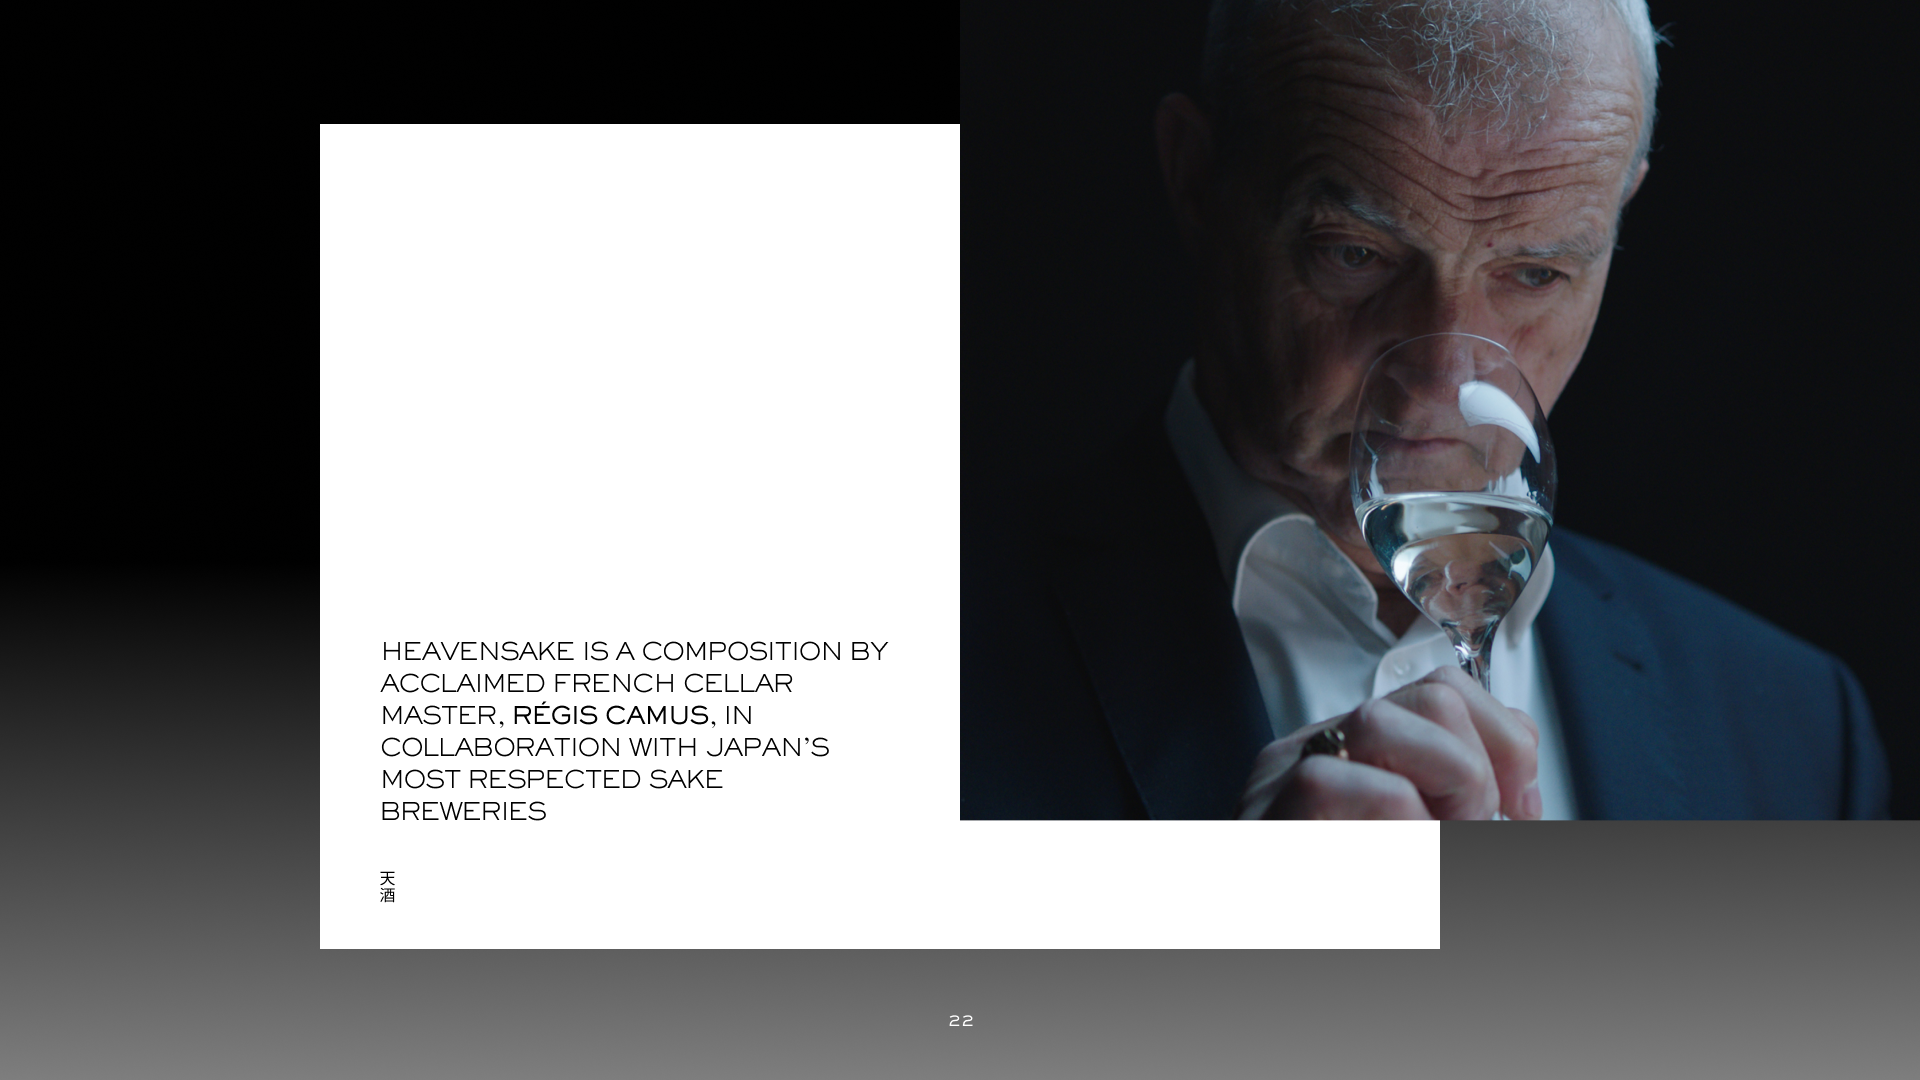 HEAVENSAKE IS A COMPOSITION BY
ACCLAIMED FRENCH CELLAR
MASTER, RÉGIS CAMUS, IN
COLLABORATION WITH JAPAN’S
MOST RESPECTED SAKE
BREWERIES
天
酒
22